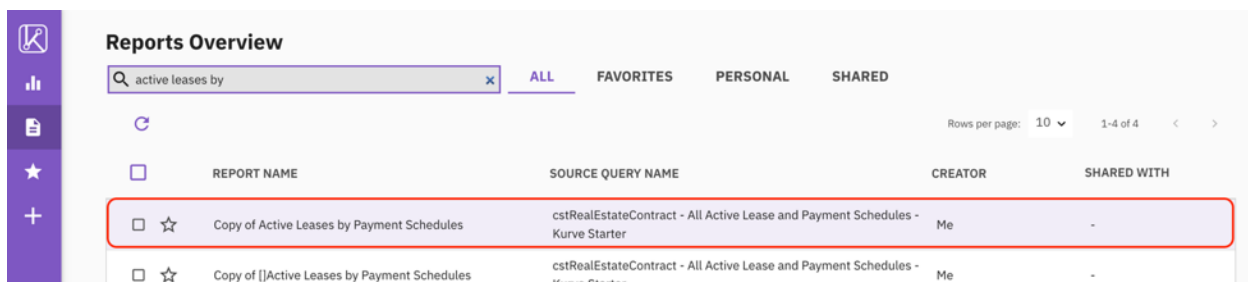 Reports Overview
active leases by
ALL FAVORITES PERSONAL SHARED
Rows per page: 10 1-4 of 4
REPORT NAME SOURCE QUERY NAME CREATOR SHARED WITH
Copy of Active Leases by Payment Schedules cstRealEstateContract - All Active Lease and Payment Schedules - Me -
Kurve Starter
Copy of []Active Leases by Payment Schedules cstRealEstateContract - All Active Lease and Payment Schedules - Me -
Kurve Starter